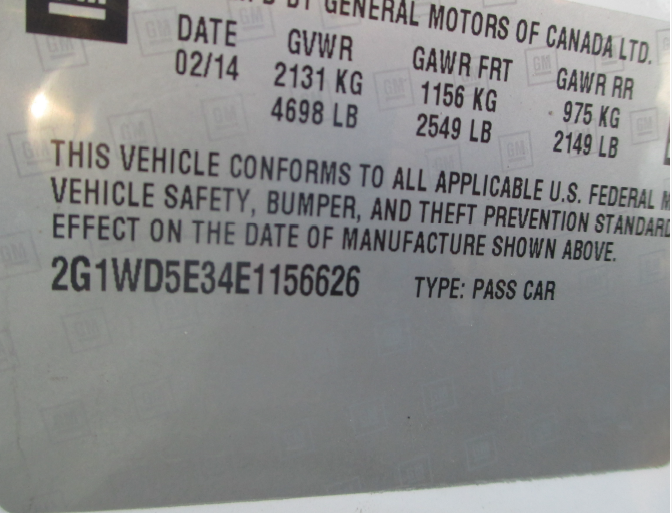 BY GENERAL MOTORS OF CANADA LTD.
DATE GVWR GAWR FRT GAWR RR
02/14 2131 KG 1156 KG 975 KG
4698 LB 2549 LB 2149 LB
THIS VEHICLE CONFORMS TO ALL APPLICABLE U.S. FEDERAL M
VEHICLE SAFETY, BUMPER, AND THEFT PREVENTION STANDARD
EFFECT ON THE DATE OF MANUFACTURE SHOWN ABOVE.
2G1WD5E34E1156626 TYPE: PASS CAR